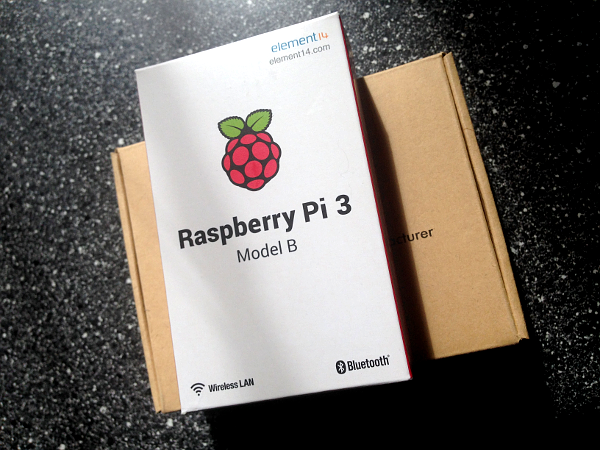 element14
element14.com
Raspberry Pi 3
Model B
Wireless LAN
Bluetooth®